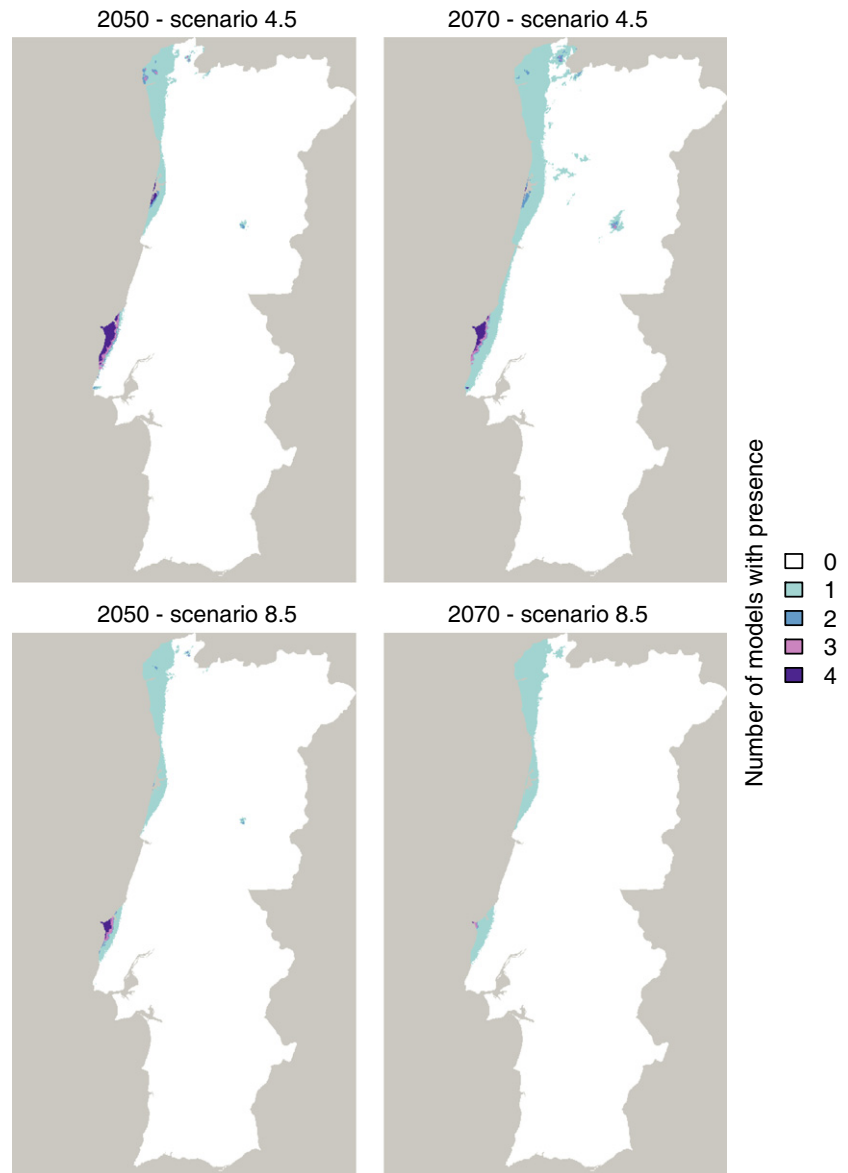 2050 - scenario 4.5
2070 - scenario 4.5
2050 - scenario 8.5
2070 - scenario 8.5
Number of models with presence
0
1
2
3
4